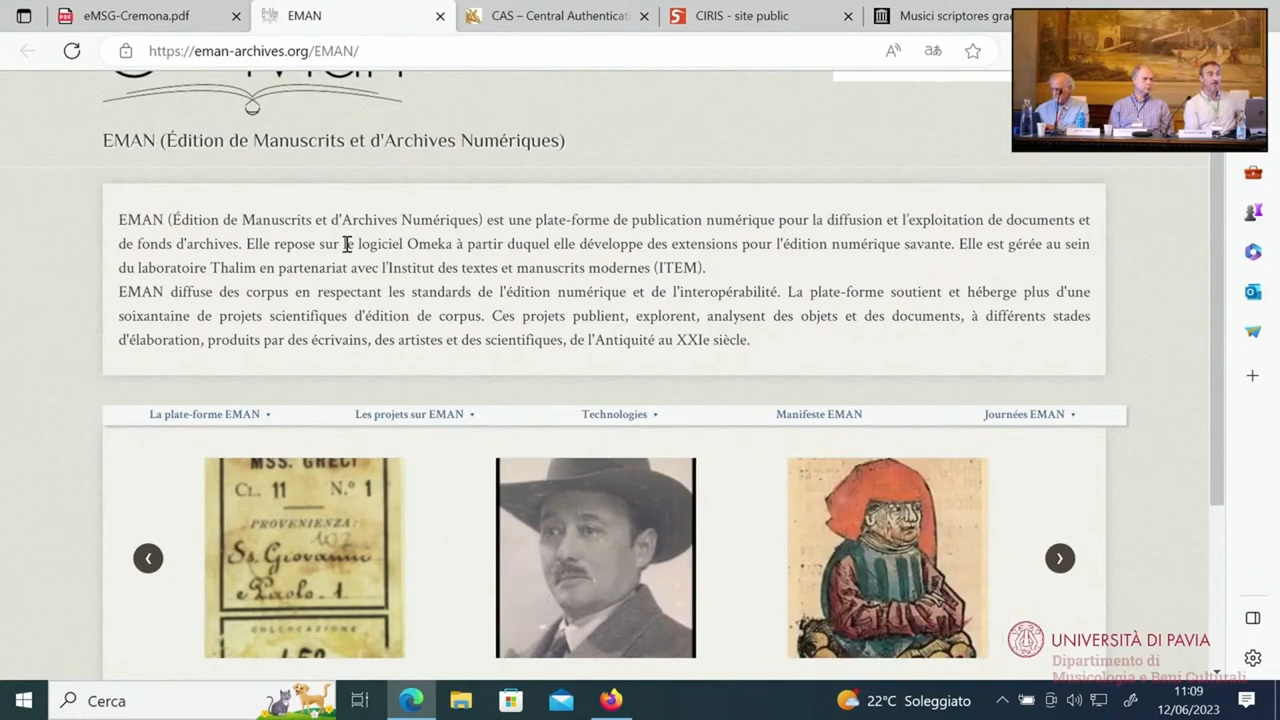 eMSG-Cremona.pdf
EMAN
CAS – Central Authenticat
CIRIS - site public
Musici scriptores gra
https://eman-archives.org/EMAN/
EMAN (Édition de Manuscrits et d'Archives Numériques)
EMAN (Édition de Manuscrits et d'Archives Numériques) est une plate-forme de publication numérique pour la diffusion et l'exploitation de documents et
de fonds d'archives. Elle repose sur le logiciel Omeka à partir duquel elle développe des extensions pour l'édition numérique savante. Elle est gérée au sein
du laboratoire Thalim en partenariat avec l'Institut des textes et manuscrits modernes (ITEM).
EMAN diffuse des corpus en respectant les standards de l'édition numérique et de l'interopérabilité. La plate-forme soutient et héberge plus d'une
soixantaine de projets scientifiques d'édition de corpus. Ces projets publient, explorent, analysent des objets et des documents, à différents stades
d'élaboration, produits par des écrivains, des artistes et des scientifiques, de l'Antiquité au XXIe siècle.
La plate-forme EMAN
Les projets sur EMAN
Technologies
Manifeste EMAN
Journées EMAN
MSS. GRECI
CL. 11 N.º 1
PROVENIENZA:
102
Ss. Giovanni
e Paolo. 1
COLLOCAZIONE
UNIVERSITÀ DI PAVIA
Dipartimento di
Musicologia e Beni Culturali
Cerca
22°C Soleggiato
11:09
12/06/2023